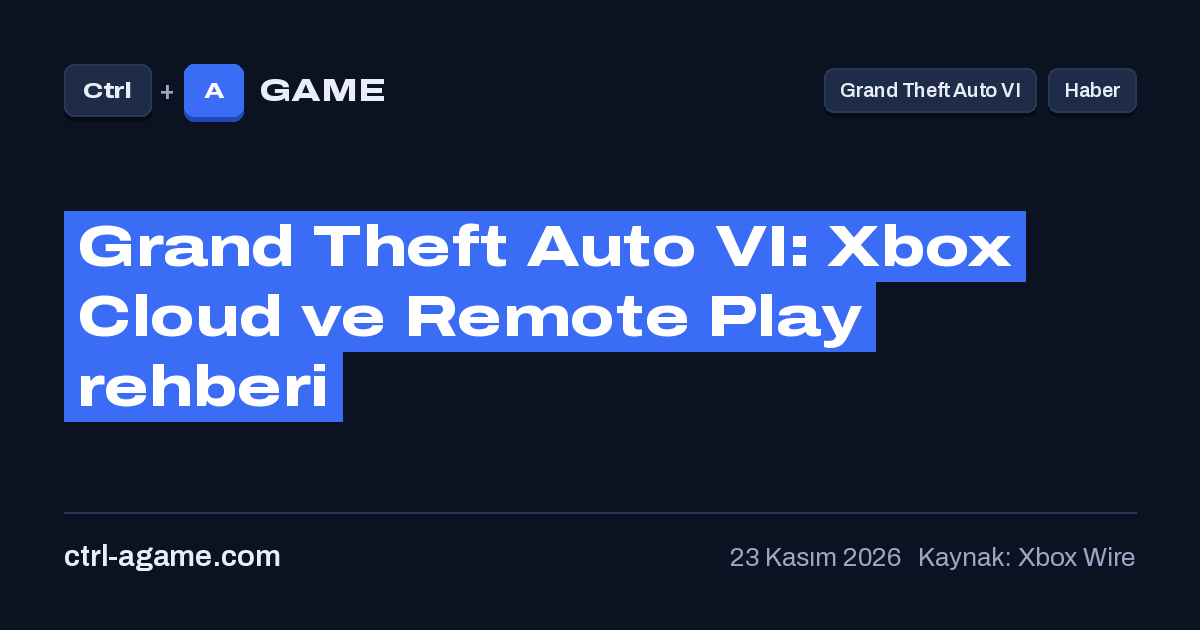 Ctrl + A GAME
Grand Theft Auto VI Haber
Grand Theft Auto VI: Xbox
Cloud ve Remote Play
rehberi
ctrl-agame.com
23 Kasım 2026 Kaynak: Xbox Wire